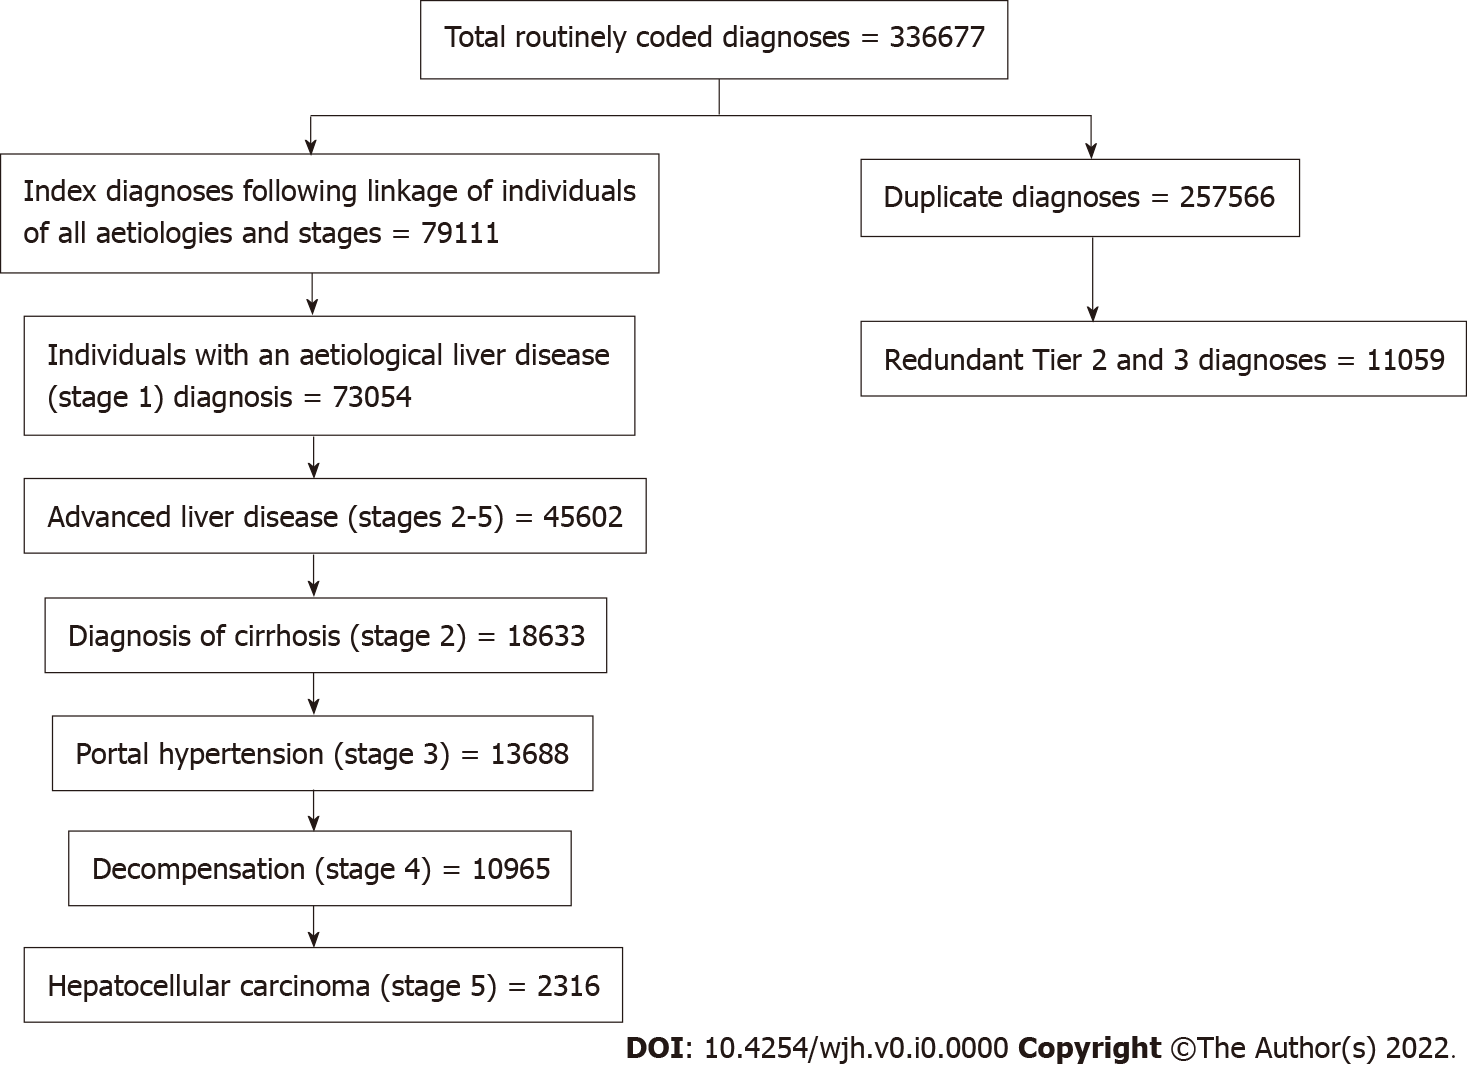 Total routinely coded diagnoses = 336677
Index diagnoses following linkage of individuals
of all aetiologies and stages = 79111
Duplicate diagnoses = 257566
Individuals with an aetiological liver disease
(stage 1) diagnosis = 73054
Redundant Tier 2 and 3 diagnoses = 11059
Advanced liver disease (stages 2-5) = 45602
Diagnosis of cirrhosis (stage 2) = 18633
Portal hypertension (stage 3) = 13688
Decompensation (stage 4) = 10965
Hepatocellular carcinoma (stage 5) = 2316
DOI: 10.4254/wjh.v0.i0.0000 Copyright ©The Author(s) 2022.